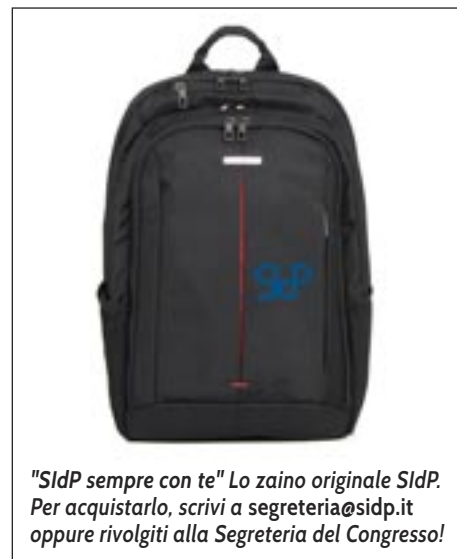 SIdP
"SIdP sempre con te" Lo zaino originale SIdP.
Per acquistarlo, scrivi a segreteria@sidp.it
oppure rivolgiti alla Segreteria del Congresso!